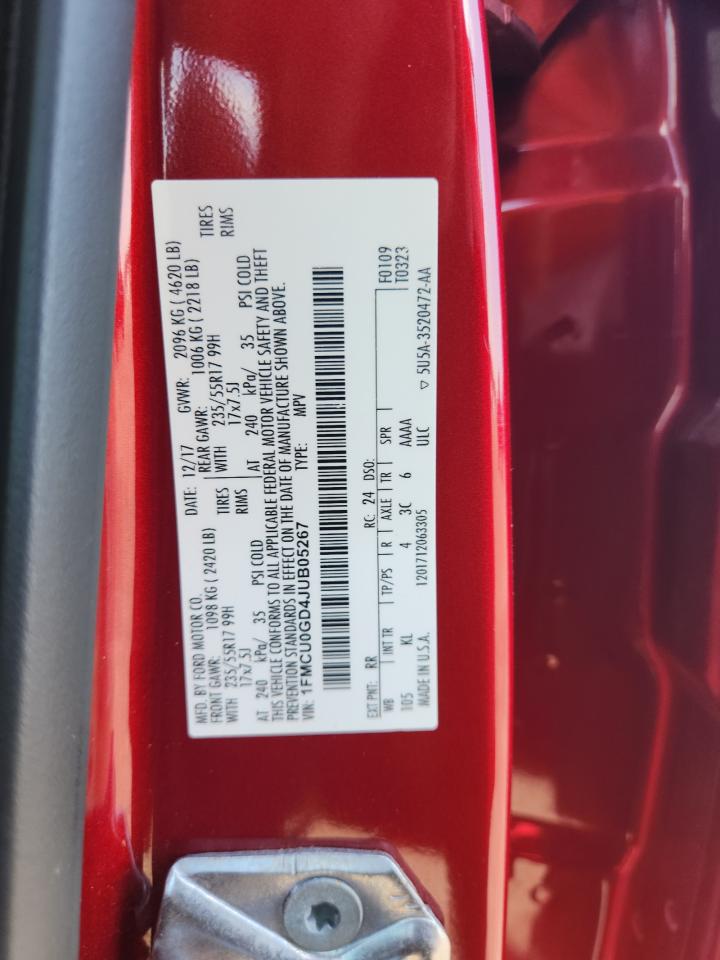 MFD. BY FORD MOTOR CO.
DATE: 12/17 GVWR: 2096 KG ( 4620 LB)
FRONT GAWR: 1098 KG ( 2420 LB) REAR GAWR: 1006 KG ( 2218 LB)
WITH 235/55R17 99H TIRES WITH 235/55R17 99H TIRES
17x7.5J RIMS 17x7.5J RIMS
AT 240 kPa/ 35 PSI COLD AT 240 kPa/ 35 PSI COLD
THIS VEHICLE CONFORMS TO ALL APPLICABLE FEDERAL MOTOR VEHICLE SAFETY AND THEFT
PREVENTION STANDARDS IN EFFECT ON THE DATE OF MANUFACTURE SHOWN ABOVE.
VIN: 1FMCU0GD4JUB05267 TYPE: MPV
EXT PNT: RR RC: 24 DSO: F0109
WB INT TR TP/PS R AXLE TR SPR T0323
105 KL 4 3C 6 AAAA
MADE IN U.S.A. 1201712063305 ULC ▽ 5U5A-3520472-AA